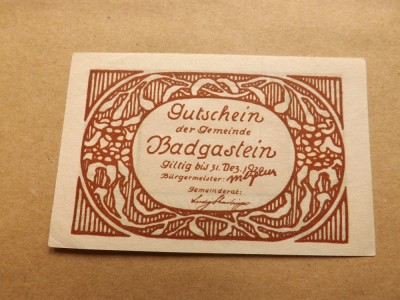 Gutschein
der Gemeinde
Badgastein
Giltig bis 31. Dez.
Bürgermeister:
Gemeinderat: